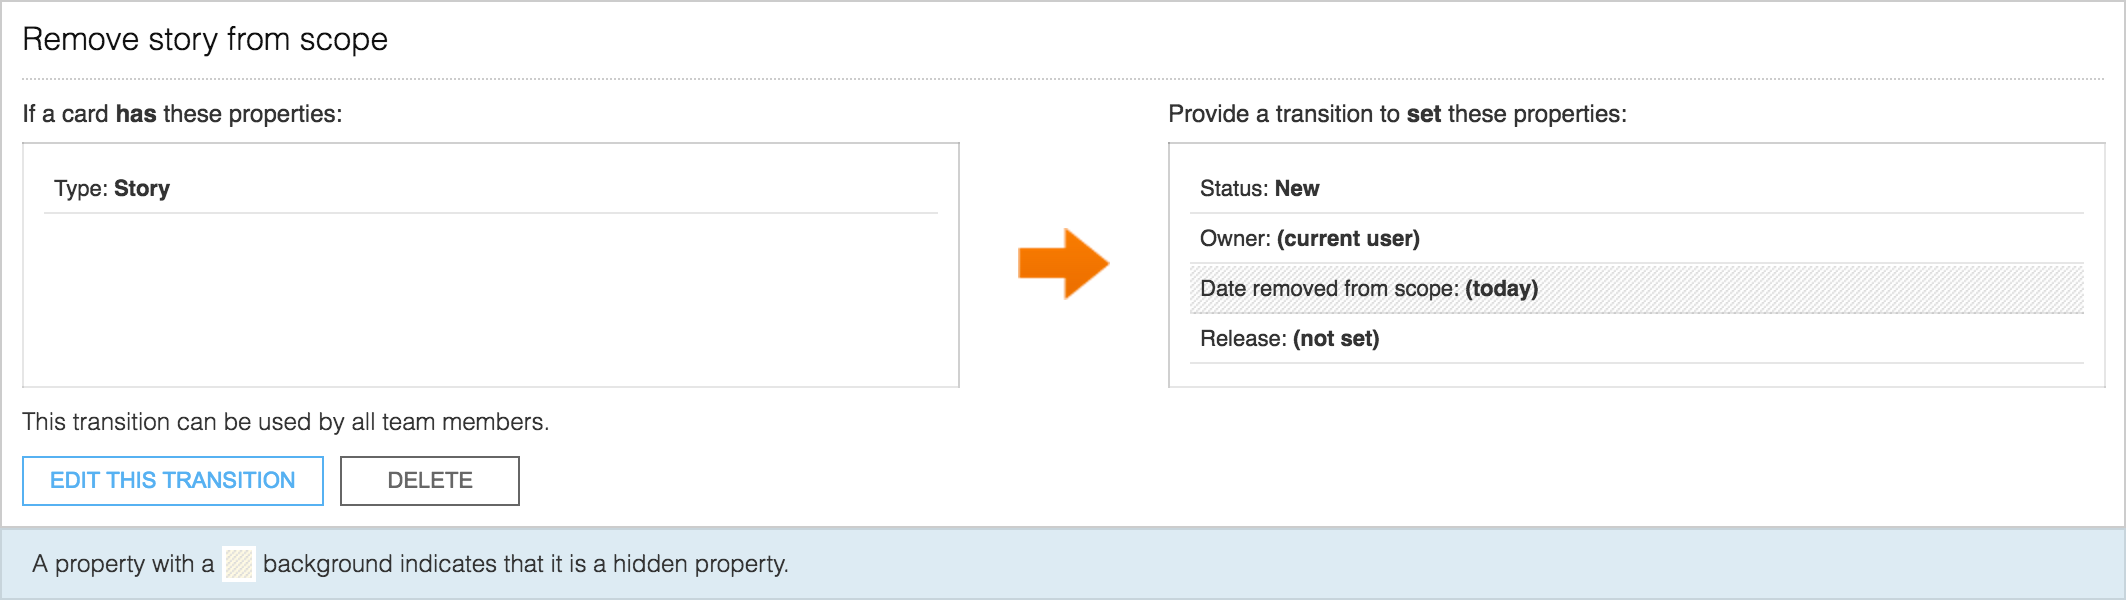 Remove story from scope
If a card has these properties:
Type: Story
Provide a transition to set these properties:
Status: New
Owner: (current user)
Date removed from scope: (today)
Release: (not set)
This transition can be used by all team members.
EDIT THIS TRANSITION
DELETE
A property with a background indicates that it is a hidden property.